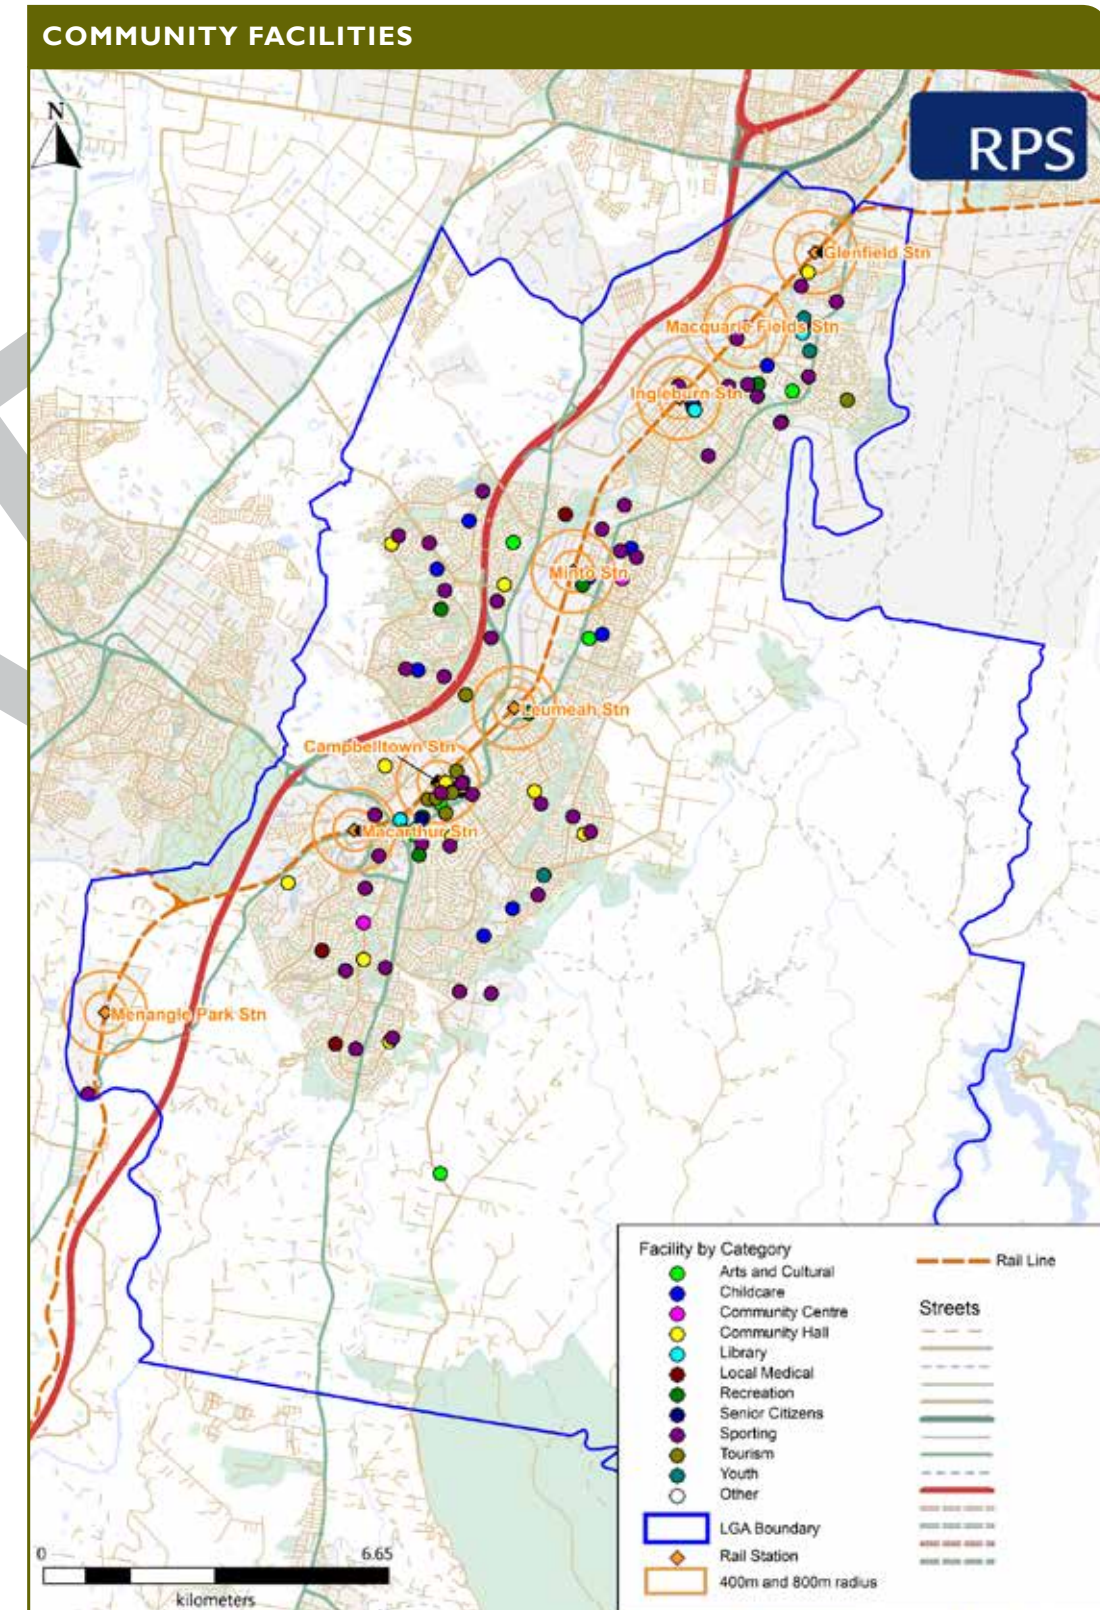 COMMUNITY FACILITIES
N
RPS
Glenfield Stn
Macquarie Fields Stn
Ingleburn Stn
Minto Stn
Leumeah Stn
Campbelltown Stn
Macarthur Stn
Menangle Park Stn
Facility by Category
Arts and Cultural
Childcare
Community Centre
Community Hall
Library
Local Medical
Recreation
Senior Citizens
Sporting
Tourism
Youth
Other
LGA Boundary
Rail Station
400m and 800m radius
Rail Line
Streets
0 6.65
kilometers